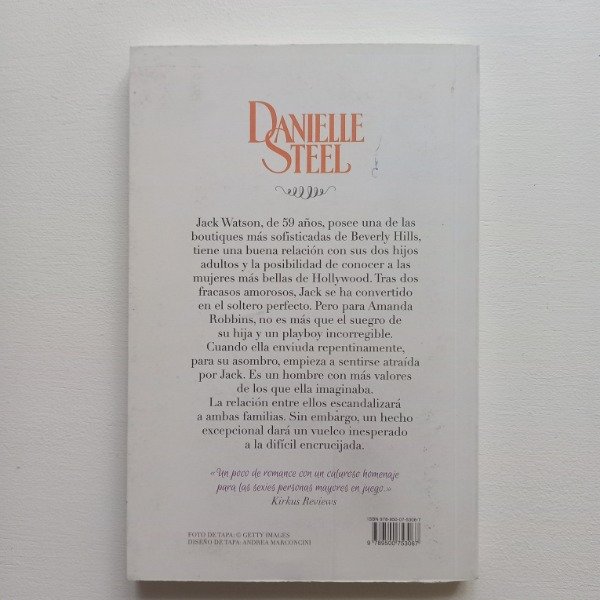 DANIELLE
STEEL
Jack Watson, de 59 años, posee una de las
boutiques más sofisticadas de Beverly Hills,
tiene una buena relación con sus dos hijos
adultos y la posibilidad de conocer a las
mujeres más bellas de Hollywood. Tras dos
fracasos amorosos, Jack se ha convertido
en el soltero perfecto. Pero para Amanda
Robbins, no es más que el suegro de
su hija y un playboy incorregible.
Cuando ella enviuda repentinamente,
para su asombro, empieza a sentirse atraída
por Jack. Es un hombre con más valores
de los que ella imaginaba.
La relación entre ellos escandalizará
a ambas familias. Sin embargo, un hecho
excepcional dará un vuelco inesperado
a la difícil encrucijada.
«Un poco de romance con un caluroso homenaje
para las sexies personas mayores en juego.»
Kirkus Reviews
FOTO DE TAPA: © GETTY IMAGES
DISEÑO DE TAPA: ANDREA MARCONGINI
ISBN